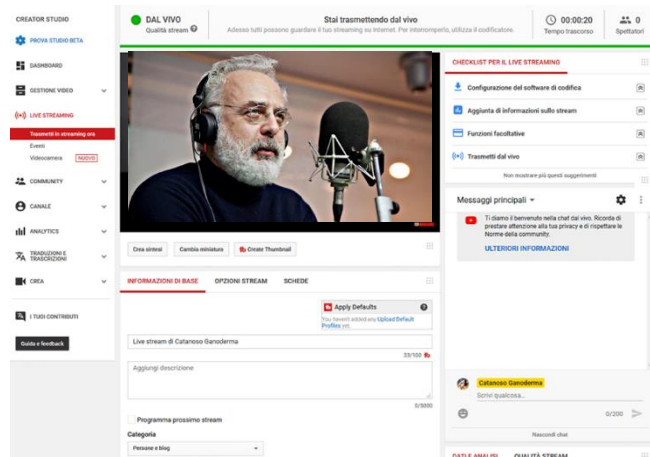 CREATOR STUDIO
PROVA STUDIO BETA
DASHBOARD
GESTIONE VIDEO
LIVE STREAMING
Trasmetti in streaming ora
Eventi
Videocamera NUOVO
COMMUNITY
CANALE
ANALYTICS
TRADUZIONI E
TRASCRIZIONI
CREA
I TUOI CONTRIBUTI
Guida e feedback
DAL VIVO
Qualità stream
Stai trasmettendo dal vivo
Adesso tutti possono guardare il tuo streaming su internet. Per interromperlo, utilizza il codificatore.
00:00:20
Tempo trascorso
0
Spettatori
Crea sintesi
Cambia miniatura
Create Thumbnail
INFORMAZIONI DI BASE
OPZIONI STREAM
SCHEDE
Apply Defaults
You haven't added any Upload Default
Profiles yet.
Live stream di Catanoso Ganoderma
33/100
Aggiungi descrizione
0/5000
Programma prossimo stream
Categoria
Persone e blog
CHECKLIST PER IL LIVE STREAMING
Configurazione del software di codifica
Aggiunta di informazioni sullo stream
Funzioni facoltative
Trasmetti dal vivo
Non mostrare più questi suggerimenti
Messaggi principali
Ti diamo il benvenuto nella chat dal vivo. Ricorda di
prestare attenzione alla tua privacy e di rispettare le
Norme della community.
ULTERIORI INFORMAZIONI
Catanoso Ganoderma
Scrivi qualcosa...
0/200
Nascondi chat
DATI E ANALISI
QUALITÀ STREAM